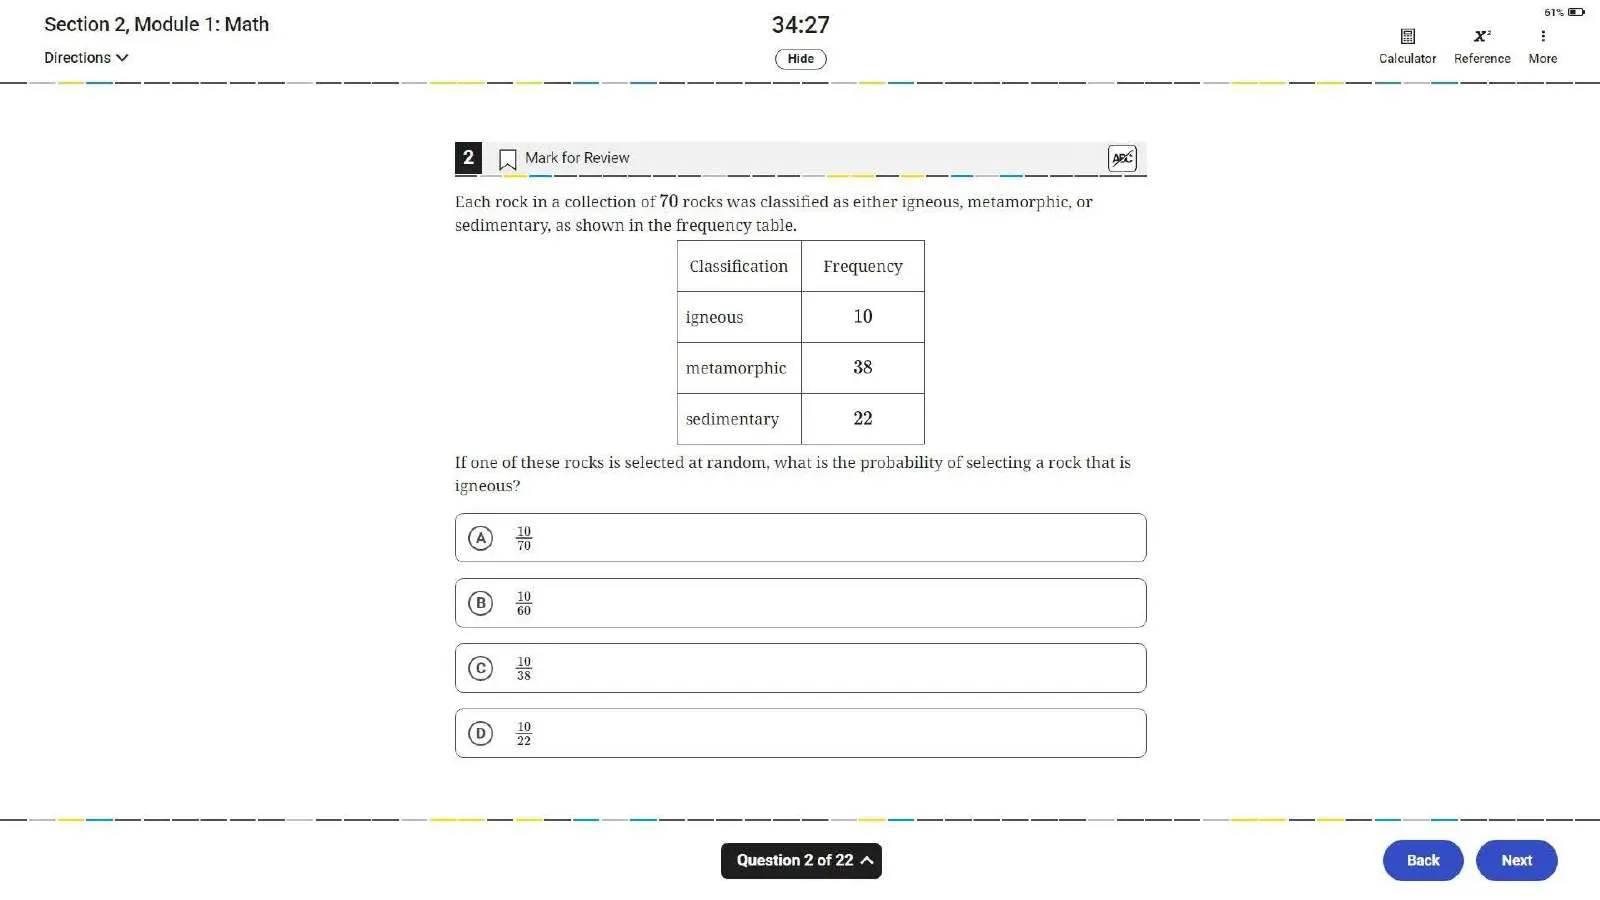 Section 2, Module 1: Math
34:27
61%
Directions
Hide
Calculator
Reference
More
2
Mark for Review
ABC
Each rock in a collection of 70 rocks was classified as either igneous, metamorphic, or
sedimentary, as shown in the frequency table.
Classification Frequency
igneous 10
metamorphic 38
sedimentary 22
If one of these rocks is selected at random, what is the probability of selecting a rock that is
igneous?
A 10/70
B 10/60
C 10/38
D 10/22
Question 2 of 22
Back
Next